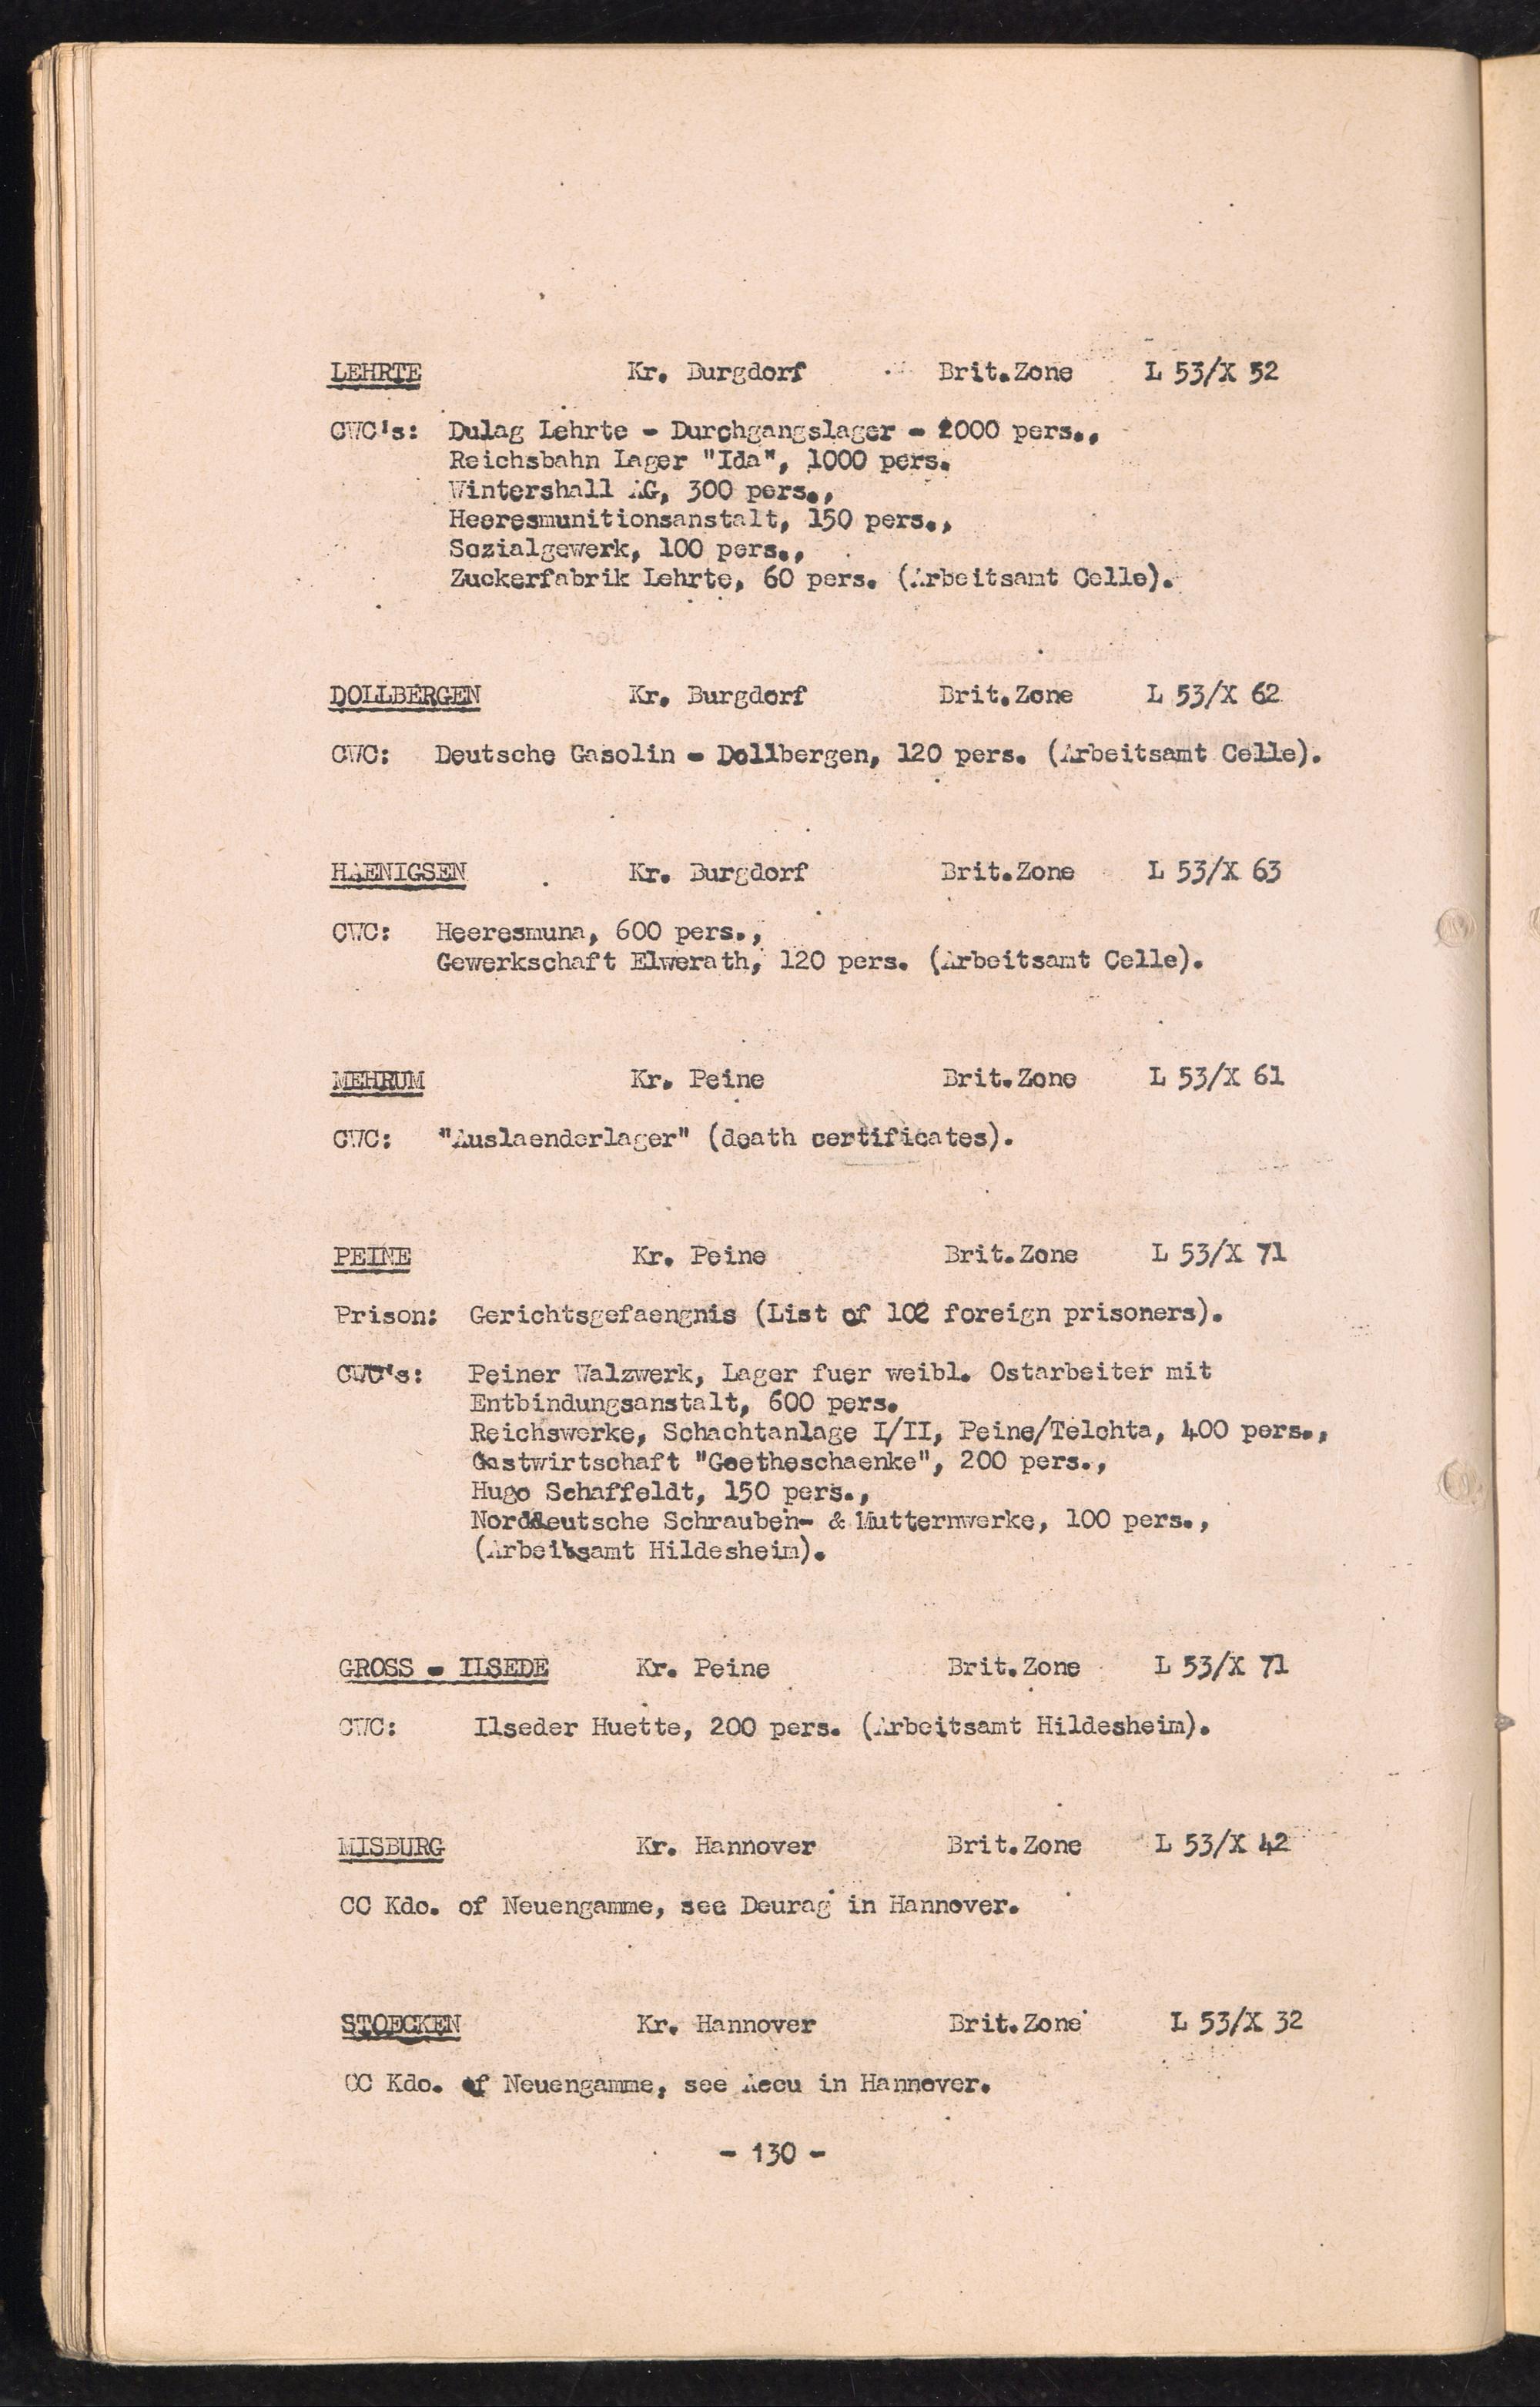 LEHRTE Kr. Burgdorf Brit.Zone L 53/X 52
CWC's: Dulag Lehrte - Durchgangslager - 2000 pers.,
Reichsbahn Lager "Ida", 1000 pers.
Wintershall AG, 300 pers.,
Heeresmunitionsanstalt, 150 pers.,
Sozialgewerk, 100 pers.,
Zuckerfabrik Lehrte, 60 pers. (Arbeitsamt Celle).
DOLLBERGEN Kr. Burgdorf Brit.Zone L 53/X 62
CWC: Deutsche Gasolin - Dollbergen, 120 pers. (Arbeitsamt Celle).
HAENIGSEN Kr. Burgdorf Brit.Zone L 53/X 63
CWC: Heeresmuna, 600 pers.,
Gewerkschaft Elwerath, 120 pers. (Arbeitsamt Celle).
MEHRUM Kr. Peine Brit.Zone L 53/X 61
CWC: "Auslaenderlager" (death certificates).
PEINE Kr. Peine Brit.Zone L 53/X 71
Prison: Gerichtsgefaengnis (List of 102 foreign prisoners).
CWC's: Peiner Walzwerk, Lager fuer weibl. Ostarbeiter mit
Entbindungsanstalt, 600 pers.
Reichswerke, Schachtanlage I/II, Peine/Telchta, 400 pers.,
Gastwirtschaft "Goetheschaenke", 200 pers.,
Hugo Schaffeldt, 150 pers.,
Norddeutsche Schrauben- & Mutternwerke, 100 pers.,
(Arbeitsamt Hildesheim).
GROSS - ILSEDE Kr. Peine Brit.Zone L 53/X 71
CWC: Ilseder Huette, 200 pers. (Arbeitsamt Hildesheim).
MISBURG Kr. Hannover Brit.Zone L 53/X 42
CC Kdo. of Neuengamme, see Deurag in Hannover.
STOECKEN Kr. Hannover Brit.Zone L 53/X 32
CC Kdo. of Neuengamme, see Accu in Hannover.
- 130 -